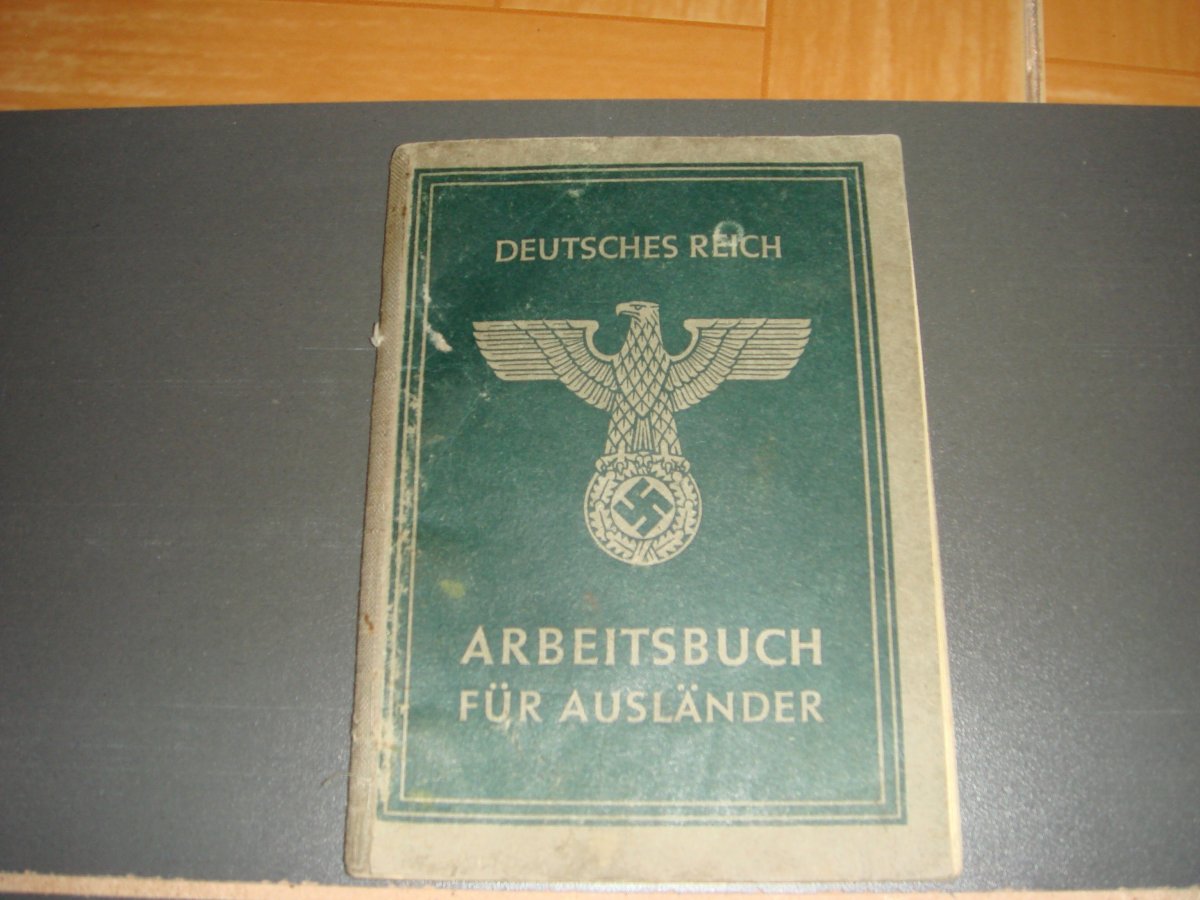 DEUTSCHES REICH
ARBEITSBUCH
FÜR AUSLÄNDER